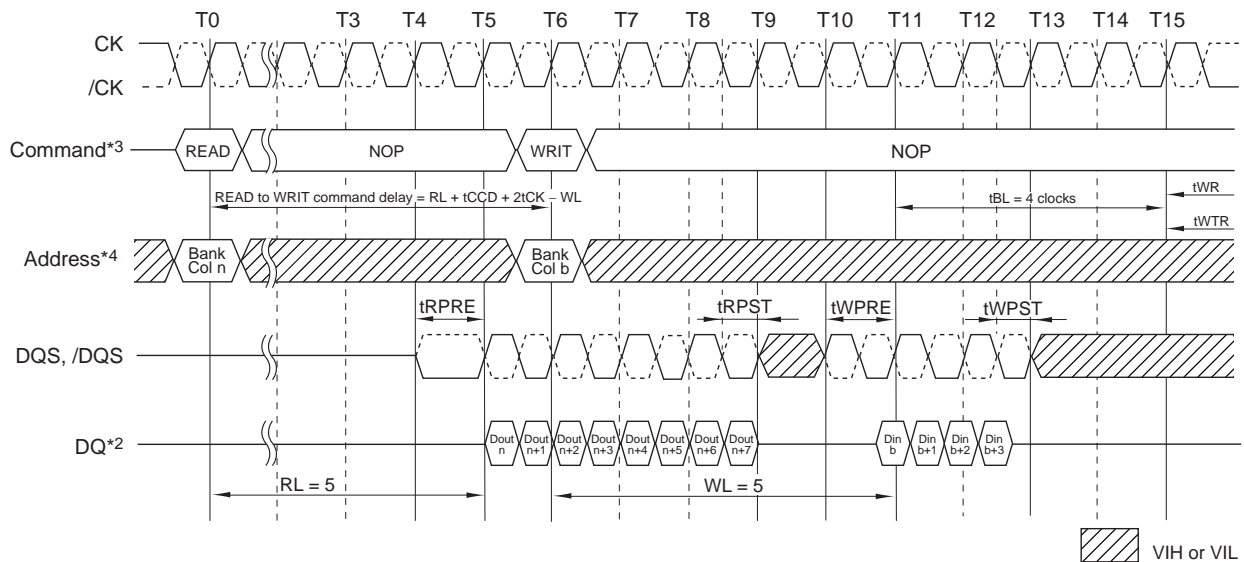 T0 T3 T4 T5 T6 T7 T8 T9 T10 T11 T12 T13 T14 T15
CK
/CK
Command*3 READ NOP WRIT NOP
READ to WRIT command delay = RL + tCCD + 2tCK − WL
tBL = 4 clocks
tWR
tWTR
Address*4
Bank
Col n
Bank
Col b
tRPRE tRPST tWPRE tWPST
DQS, /DQS
DQ*2
Dout
n
Dout
n+1
Dout
n+2
Dout
n+3
Dout
n+4
Dout
n+5
Dout
n+6
Dout
n+7
Din
b
Din
b+1
Din
b+2
Din
b+3
RL = 5
WL = 5
VIH or VIL